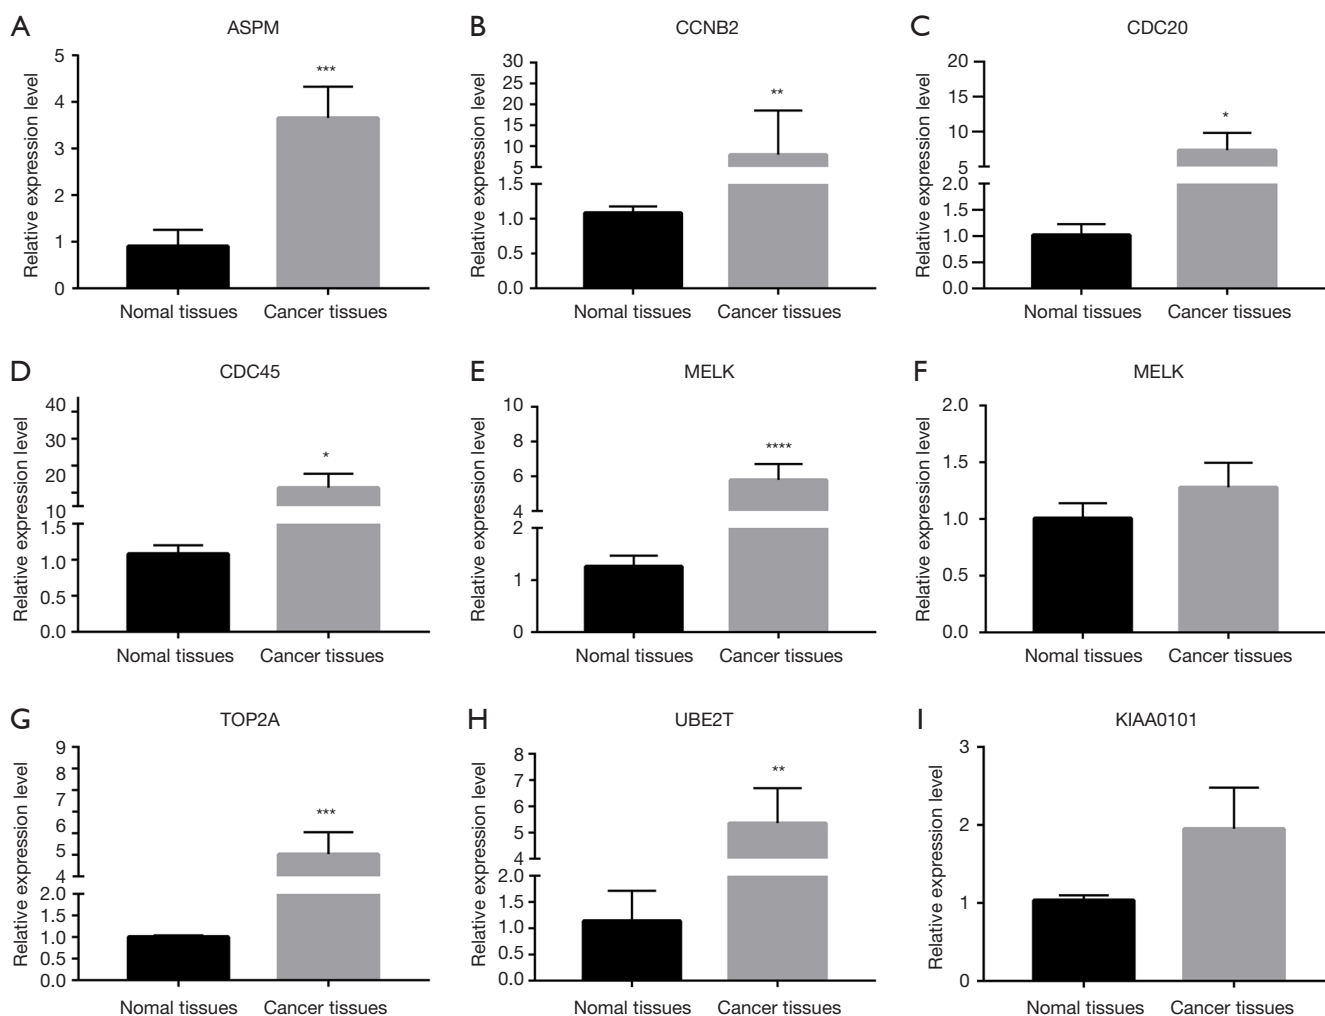 A
ASPM
Relative expression level
5
4
3
2
1
0
***
Nomal tissues
Cancer tissues
B
CCNB2
Relative expression level
30
25
20
15
10
5
1.5
1.0
0.5
0.0
**
Nomal tissues
Cancer tissues
C
CDC20
Relative expression level
20
15
10
5
2.0
1.5
1.0
0.5
0.0
*
Nomal tissues
Cancer tissues
D
CDC45
Relative expression level
40
30
20
10
1.5
1.0
0.5
0.0
*
Nomal tissues
Cancer tissues
E
MELK
Relative expression level
10
8
6
4
2
1
0
****
Nomal tissues
Cancer tissues
F
MELK
Relative expression level
2.0
1.5
1.0
0.5
0.0
Nomal tissues
Cancer tissues
G
TOP2A
Relative expression level
9
8
7
6
5
4
2.0
1.5
1.0
0.5
0.0
***
Nomal tissues
Cancer tissues
H
UBE2T
Relative expression level
8
7
6
5
4
2.0
1.5
1.0
0.5
0.0
**
Nomal tissues
Cancer tissues
I
KIAA0101
Relative expression level
3
2
1
0
Nomal tissues
Cancer tissues